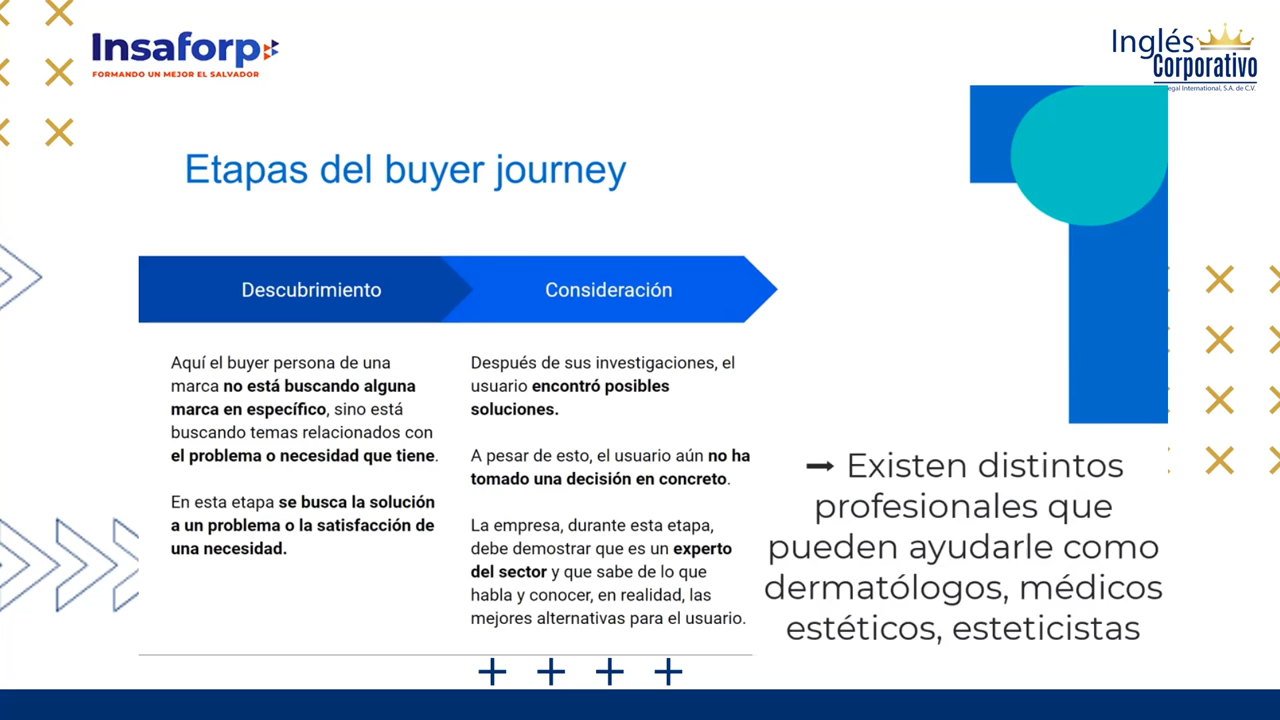 Insaforp
FORMANDO UN MEJOR EL SALVADOR
Inglés
Corporativo
egal International, S.A. de C.V.
Etapas del buyer journey
Descubrimiento
Aquí el buyer persona de una
marca no está buscando alguna
marca en específico, sino está
buscando temas relacionados con
el problema o necesidad que tiene.
En esta etapa se busca la solución
a un problema o la satisfacción de
una necesidad.
Consideración
Después de sus investigaciones, el
usuario encontró posibles
soluciones.
A pesar de esto, el usuario aún no ha
tomado una decisión en concreto.
La empresa, durante esta etapa,
debe demostrar que es un experto
del sector y que sabe de lo que
habla y conocer, en realidad, las
mejores alternativas para el usuario.
➞ Existen distintos
profesionales que
pueden ayudarle como
dermatólogos, médicos
estéticos, esteticistas